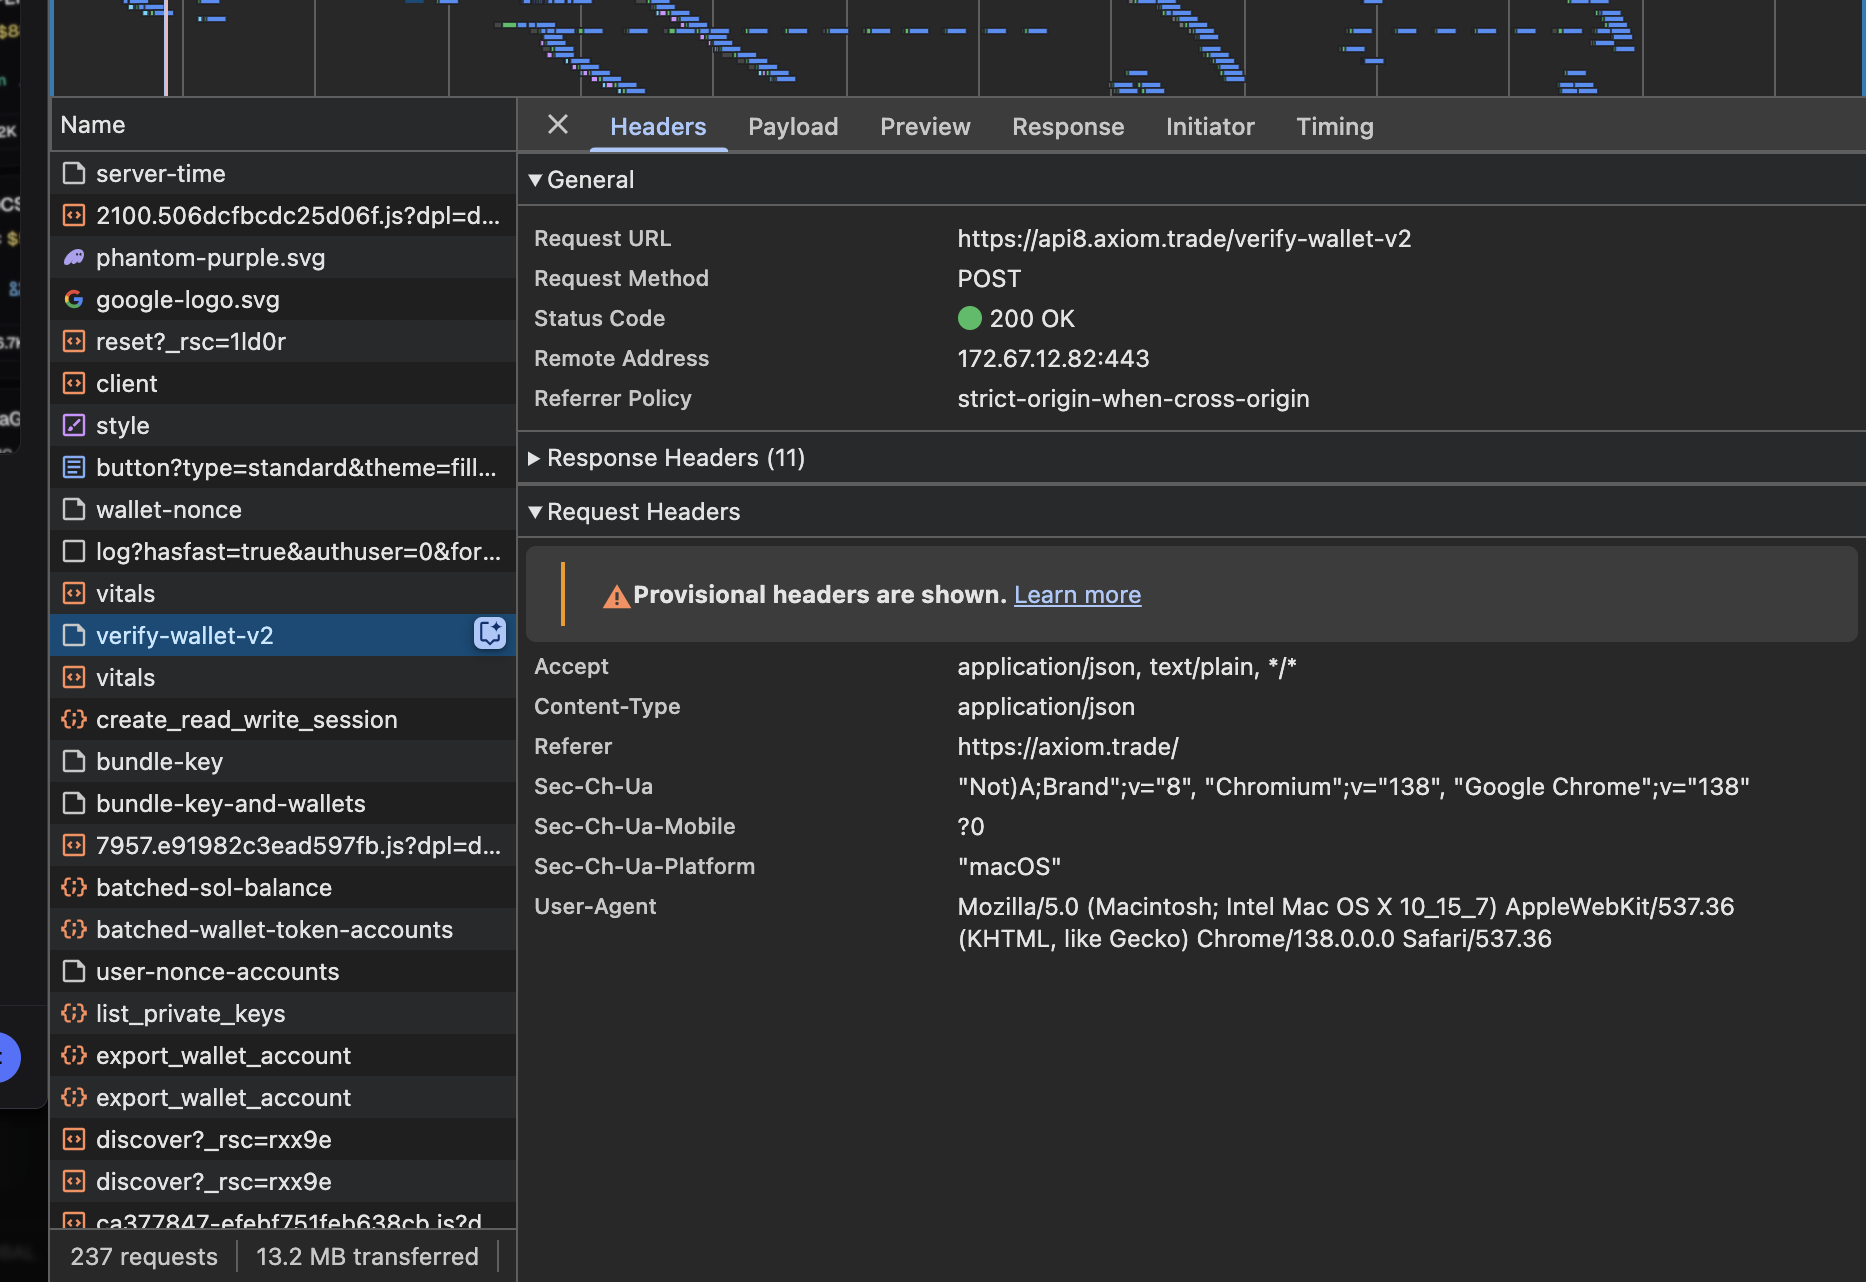 Name
server-time
2100.506dcfbcdc25d06f.js?dpl=d...
phantom-purple.svg
google-logo.svg
reset?_rsc=1ld0r
client
style
button?type=standard&theme=fill...
wallet-nonce
log?hasfast=true&authuser=0&for...
vitals
verify-wallet-v2
vitals
create_read_write_session
bundle-key
bundle-key-and-wallets
7957.e91982c3ead597fb.js?dpl=d...
batched-sol-balance
batched-wallet-token-accounts
user-nonce-accounts
list_private_keys
export_wallet_account
export_wallet_account
discover?_rsc=rxx9e
discover?_rsc=rxx9e
ca377847-efebf751feb638cb.js?d
237 requests
13.2 MB transferred
Headers Payload Preview Response Initiator Timing
General
Request URL https://api8.axiom.trade/verify-wallet-v2
Request Method POST
Status Code 200 OK
Remote Address 172.67.12.82:443
Referrer Policy strict-origin-when-cross-origin
Response Headers (11)
Request Headers
Provisional headers are shown. Learn more
Accept application/json, text/plain, */*
Content-Type application/json
Referer https://axiom.trade/
Sec-Ch-Ua "Not)A;Brand";v="8", "Chromium";v="138", "Google Chrome";v="138"
Sec-Ch-Ua-Mobile ?0
Sec-Ch-Ua-Platform "macOS"
User-Agent Mozilla/5.0 (Macintosh; Intel Mac OS X 10_15_7) AppleWebKit/537.36
(KHTML, like Gecko) Chrome/138.0.0.0 Safari/537.36